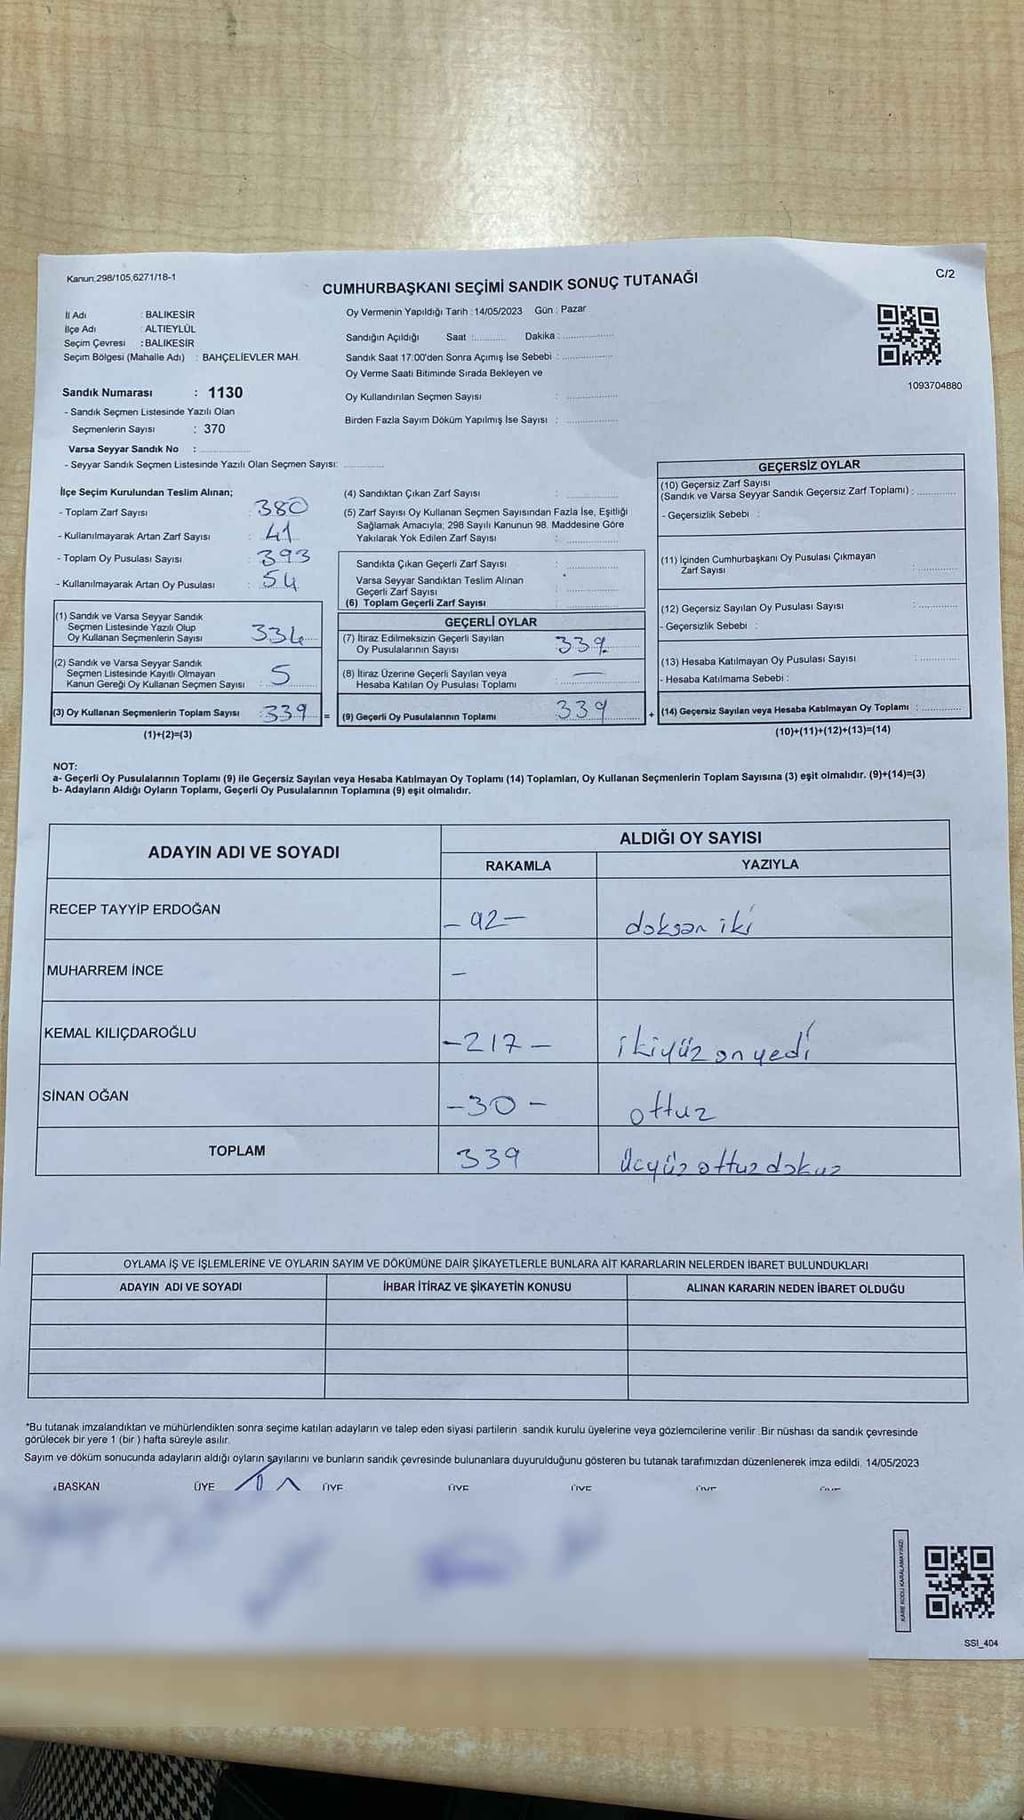 Kanun;298/105,6271/18-1
C/2
CUMHURBAŞKANI SEÇİMİ SANDIK SONUÇ TUTANAĞI
İl Adı : BALIKESİR
İlçe Adı : ALTIEYLÜL
Seçim Çevresi : BALIKESİR
Seçim Bölgesi (Mahalle Adı) : BAHÇELİEVLER MAH.
Oy Vermenin Yapıldığı Tarih : 14/05/2023 Gün : Pazar
Sandığın Açıldığı Saat :.......... Dakika :................
Sandık Saat 17:00'den Sonra Açımış İse Sebebi :................
Oy Verme Saati Bitiminde Sırada Bekleyen ve
Oy Kullandırılan Seçmen Sayısı : ................
Birden Fazla Sayım Döküm Yapılmış İse Sayısı : ................
1093704880
Sandık Numarası : 1130
- Sandık Seçmen Listesinde Yazılı Olan
Seçmenlerin Sayısı : 370
Varsa Seyyar Sandık No : ................
- Seyyar Sandık Seçmen Listesinde Yazılı Olan Seçmen Sayısı: ............
İlçe Seçim Kurulundan Teslim Alınan;
- Toplam Zarf Sayısı : 380
- Kullanılmayarak Artan Zarf Sayısı : 41
- Toplam Oy Pusulası Sayısı : 393
- Kullanılmayarak Artan Oy Pusulası : 54
(1) Sandık ve Varsa Seyyar Sandık
Seçmen Listesinde Yazılı Olup
Oy Kullanan Seçmenlerin Sayısı 334
(2) Sandık ve Varsa Seyyar Sandık
Seçmen Listesinde Kayıtlı Olmayan
Kanun Gereği Oy Kullanan Seçmen Sayısı 5
(3) Oy Kullanan Seçmenlerin Toplam Sayısı :339 =
(1)+(2)=(3)
(4) Sandıktan Çıkan Zarf Sayısı : ................
(5) Zarf Sayısı Oy Kullanan Seçmen Sayısından Fazla İse, Eşitliği
Sağlamak Amacıyla; 298 Sayılı Kanunun 98. Maddesine Göre
Yakılarak Yok Edilen Zarf Sayısı : ................
Sandıkta Çıkan Geçerli Zarf Sayısı : ................
Varsa Seyyar Sandıktan Teslim Alınan
Geçerli Zarf Sayısı : ................
(6) Toplam Geçerli Zarf Sayısı : ................
GEÇERLİ OYLAR
(7) İtiraz Edilmeksizin Geçerli Sayılan
Oy Pusulalarının Sayısı 339
(8) İtiraz Üzerine Geçerli Sayılan veya
Hesaba Katılan Oy Pusulası Toplamı —
(9) Geçerli Oy Pusulalarının Toplamı 339 +
GEÇERSİZ OYLAR
(10) Geçersiz Zarf Sayısı
(Sandık ve Varsa Seyyar Sandık Geçersiz Zarf Toplamı) : ............
- Geçersizlik Sebebi :
(11) İçinden Cumhurbaşkanı Oy Pusulası Çıkmayan
Zarf Sayısı : ............
(12) Geçersiz Sayılan Oy Pusulası Sayısı : ............
- Geçersizlik Sebebi :
(13) Hesaba Katılmayan Oy Pusulası Sayısı : ............
- Hesaba Katılmama Sebebi :
(14) Geçersiz Sayılan veya Hesaba Katılmayan Oy Toplamı : ............
(10)+(11)+(12)+(13)=(14)
NOT:
a- Geçerli Oy Pusulalarının Toplamı (9) ile Geçersiz Sayılan veya Hesaba Katılmayan Oy Toplamı (14) Toplamları, Oy Kullanan Seçmenlerin Toplam Sayısına (3) eşit olmalıdır. (9)+(14)=(3)
b- Adayların Aldığı Oyların Toplamı, Geçerli Oy Pusulalarının Toplamına (9) eşit olmalıdır.
ADAYIN ADI VE SOYADI
ALDIĞI OY SAYISI
RAKAMLA YAZIYLA
RECEP TAYYİP ERDOĞAN -92- doksan iki
MUHARREM İNCE -
KEMAL KILIÇDAROĞLU -217- ikiyüz on yedi
SİNAN OĞAN -30- ottuz
TOPLAM 339 üçyüz ottuz dokuz
OYLAMA İŞ VE İŞLEMLERİNE VE OYLARIN SAYIM VE DÖKÜMÜNE DAİR ŞİKAYETLERLE BUNLARA AİT KARARLARIN NELERDEN İBARET BULUNDUKLARI
ADAYIN ADI VE SOYADI İHBAR İTİRAZ VE ŞİKAYETİN KONUSU ALINAN KARARIN NEDEN İBARET OLDUĞU
*Bu tutanak imzalandıktan ve mühürlendikten sonra seçime katılan adayların ve talep eden siyasi partilerin sandık kurulu üyelerine veya gözlemcilerine verilir. Bir nüshası da sandık çevresinde
görülecek bir yere 1 (bir ) hafta süreyle asılır.
Sayım ve döküm sonucunda adayların aldığı oyların sayılarını ve bunların sandık çevresinde bulunanlara duyurulduğunu gösteren bu tutanak tarafımızdan düzenlenerek imza edildi. 14/05/2023
BAŞKAN ÜYE ÜYE ÜYE ÜYE ÜYE
KARE KODU KARALAMAYINIZ!
SSI_404